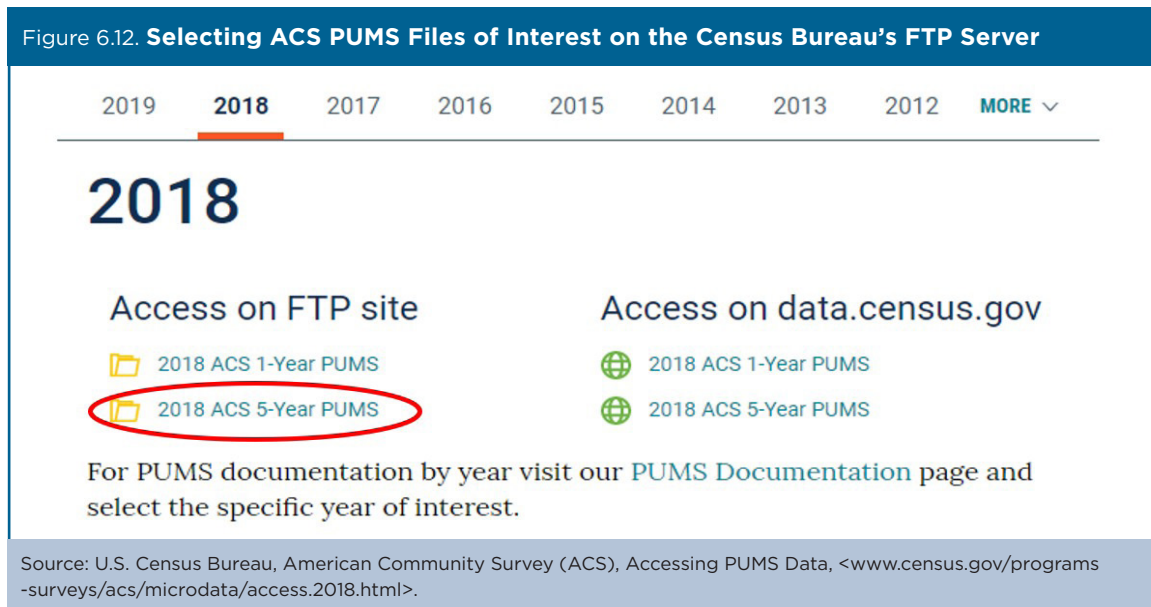 Figure 6.12. Selecting ACS PUMS Files of Interest on the Census Bureau's FTP Server
2019 2018 2017 2016 2015 2014 2013 2012 MORE
2018
Access on FTP site
2018 ACS 1-Year PUMS
2018 ACS 5-Year PUMS
Access on data.census.gov
2018 ACS 1-Year PUMS
2018 ACS 5-Year PUMS
For PUMS documentation by year visit our PUMS Documentation page and
select the specific year of interest.
Source: U.S. Census Bureau, American Community Survey (ACS), Accessing PUMS Data, <www.census.gov/programs
-surveys/acs/microdata/access.2018.html>.